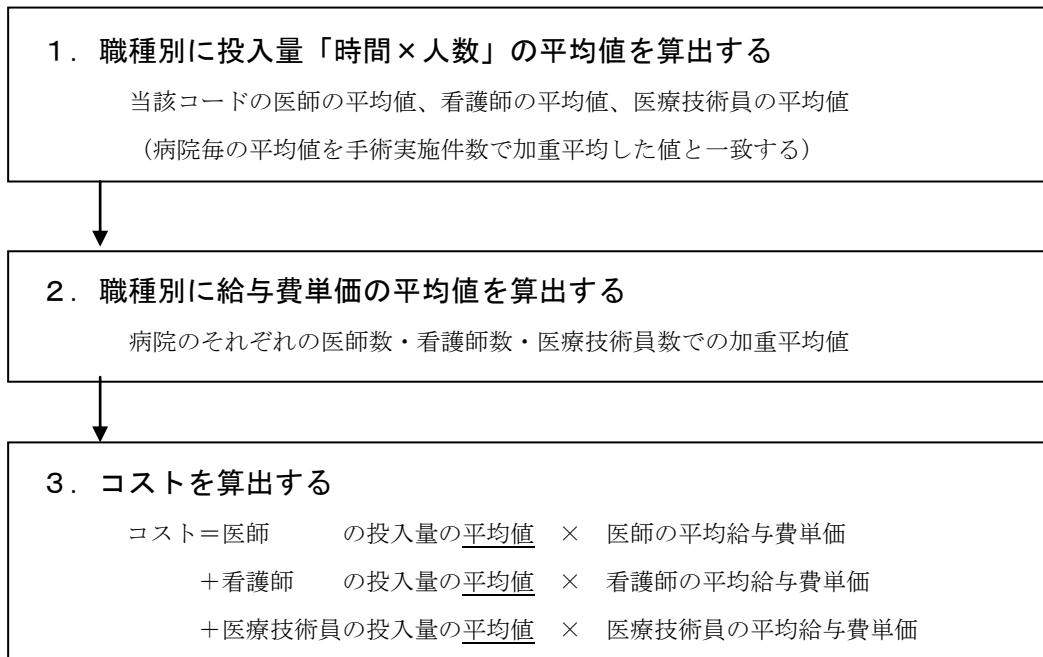 １．職種別に投入量「時間×人数」の平均値を算出する
当該コードの医師の平均値、看護師の平均値、医療技術員の平均値
（病院毎の平均値を手術実施件数で加重平均した値と一致する）
２．職種別に給与費単価の平均値を算出する
病院のそれぞれの医師数・看護師数・医療技術員数での加重平均値
３．コストを算出する
コスト＝医師　　　の投入量の平均値　×　医師の平均給与費単価
＋看護師　　の投入量の平均値　×　看護師の平均給与費単価
＋医療技術員の投入量の平均値　×　医療技術員の平均給与費単価